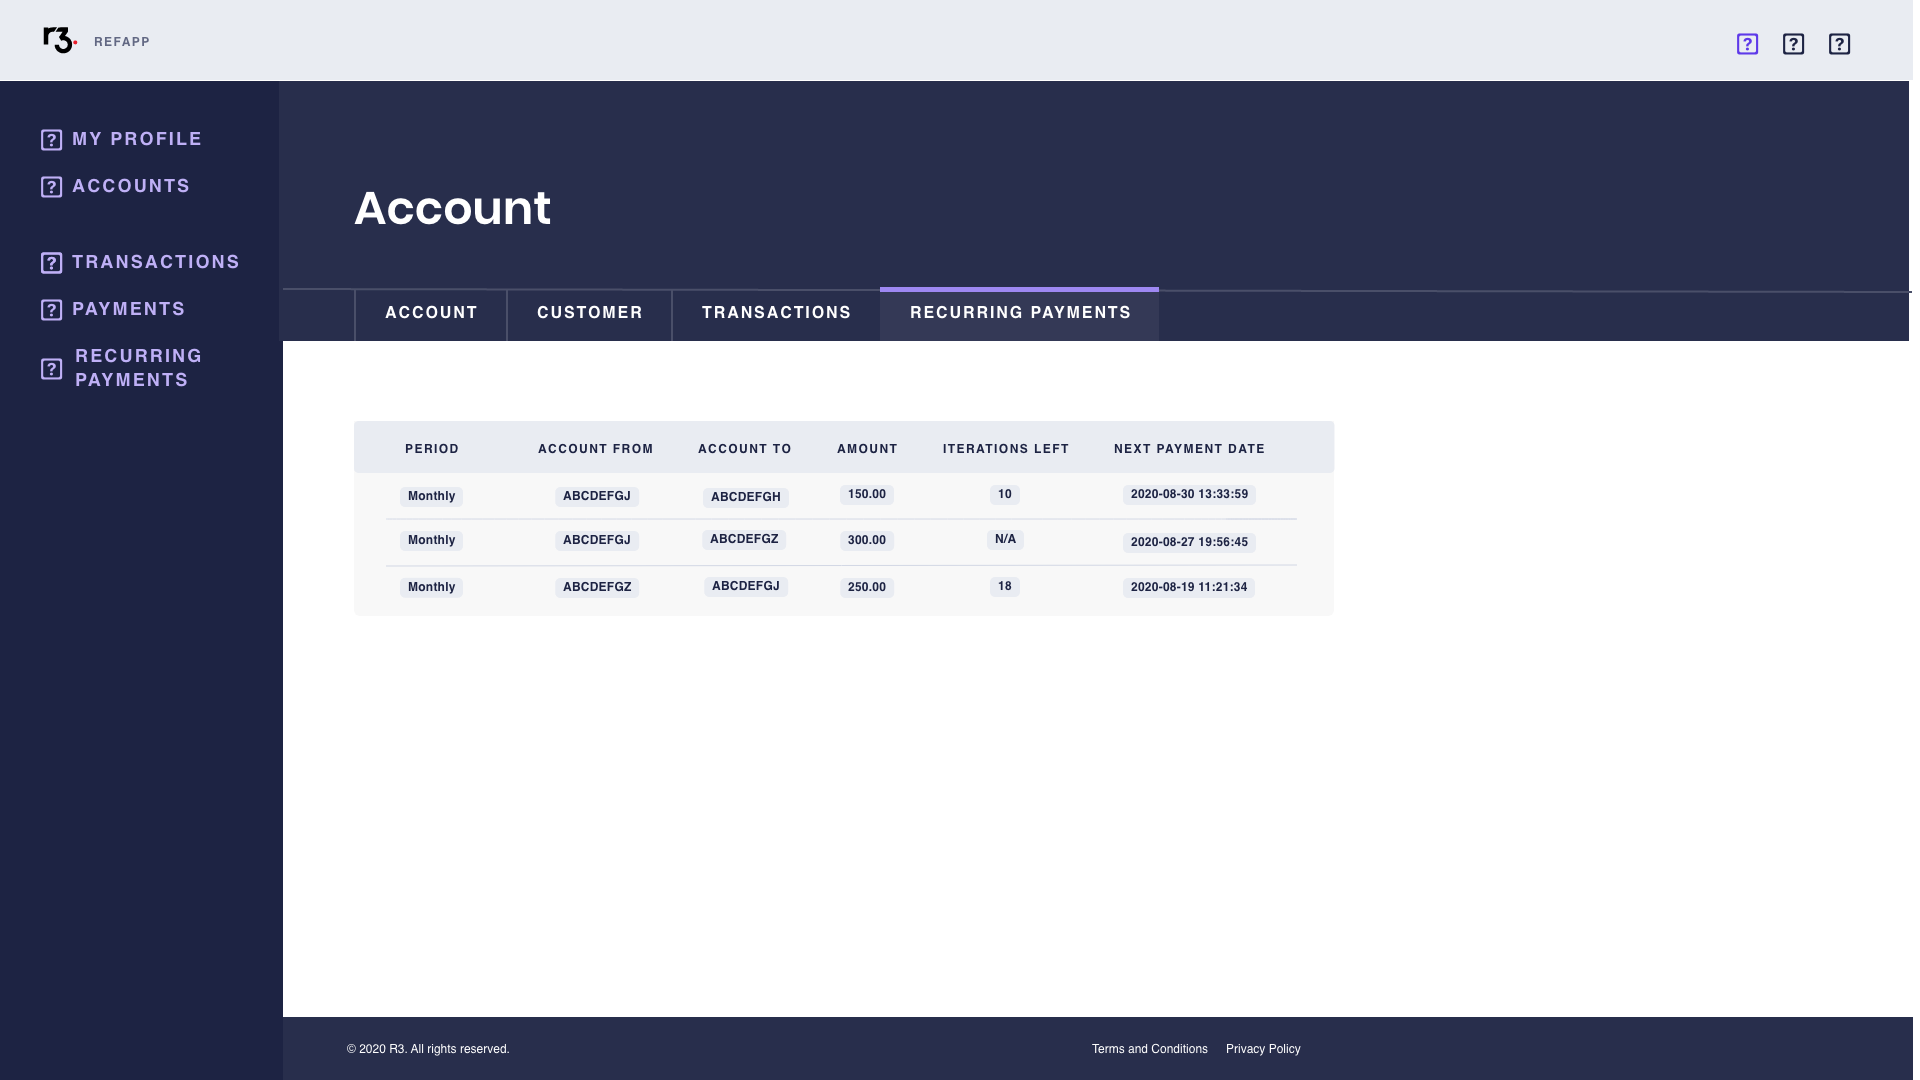 r3. REFAPP
MY PROFILE
ACCOUNTS
TRANSACTIONS
PAYMENTS
RECURRING
PAYMENTS
Account
ACCOUNT CUSTOMER TRANSACTIONS RECURRING PAYMENTS
PERIOD ACCOUNT FROM ACCOUNT TO AMOUNT ITERATIONS LEFT NEXT PAYMENT DATE
Monthly ABCDEFGJ ABCDEFGH 150.00 10 2020-08-30 13:33:59
Monthly ABCDEFGJ ABCDEFGZ 300.00 N/A 2020-08-27 19:56:45
Monthly ABCDEFGZ ABCDEFGJ 250.00 18 2020-08-19 11:21:34
© 2020 R3. All rights reserved. Terms and Conditions Privacy Policy